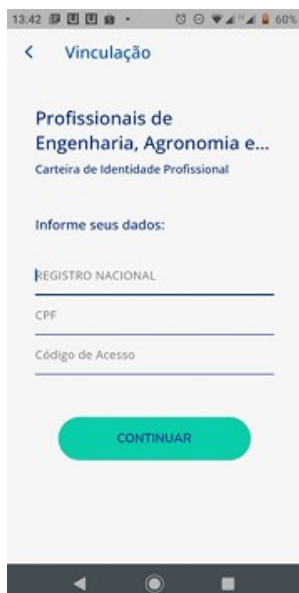 13:42 60%
Vinculação
Profissionais de
Engenharia, Agronomia e...
Carteira de Identidade Profissional
Informe seus dados:
REGISTRO NACIONAL
CPF
Código de Acesso
CONTINUAR